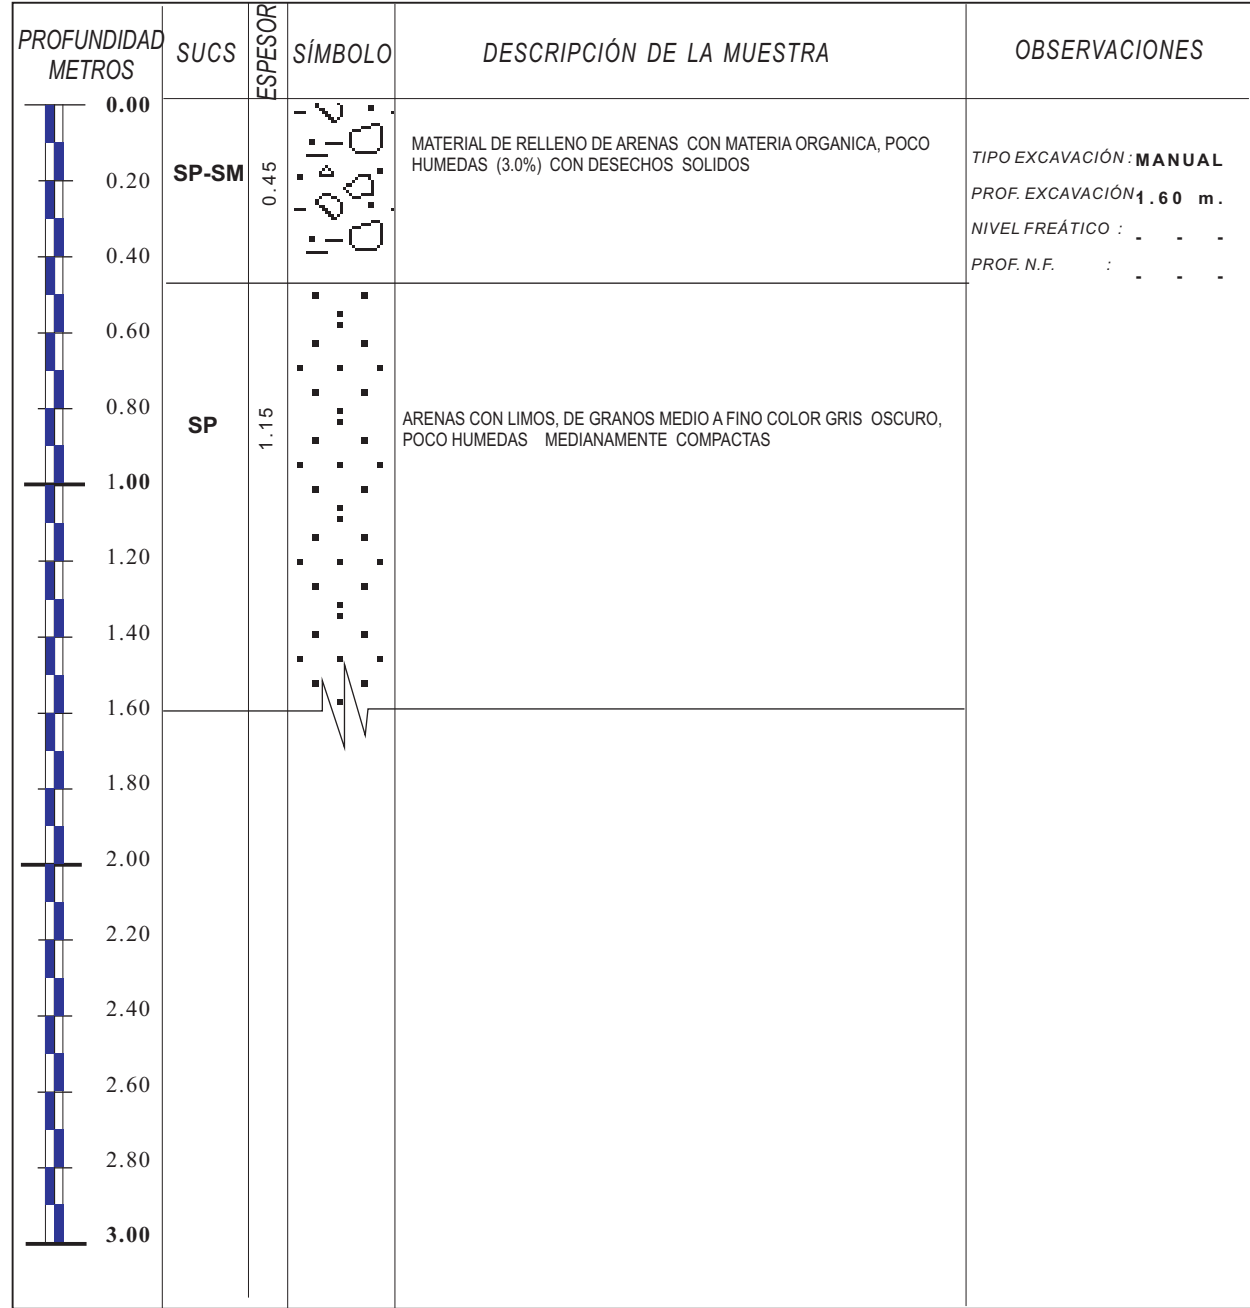 PROFUNDIDAD
METROS
SUCS
ESPESOR
SÍMBOLO
DESCRIPCIÓN DE LA MUESTRA
OBSERVACIONES
0.00
0.20
0.40
0.60
0.80
1.00
1.20
1.40
1.60
1.80
2.00
2.20
2.40
2.60
2.80
3.00
SP-SM
0.45
MATERIAL DE RELLENO DE ARENAS CON MATERIA ORGANICA, POCO
HUMEDAS (3.0%) CON DESECHOS SOLIDOS
TIPO EXCAVACIÓN : MANUAL
PROF. EXCAVACIÓN 1.60 m.
NIVEL FREÁTICO : - - -
PROF. N.F. : - - -
SP
1.15
ARENAS CON LIMOS, DE GRANOS MEDIO A FINO COLOR GRIS OSCURO,
POCO HUMEDAS MEDIANAMENTE COMPACTAS